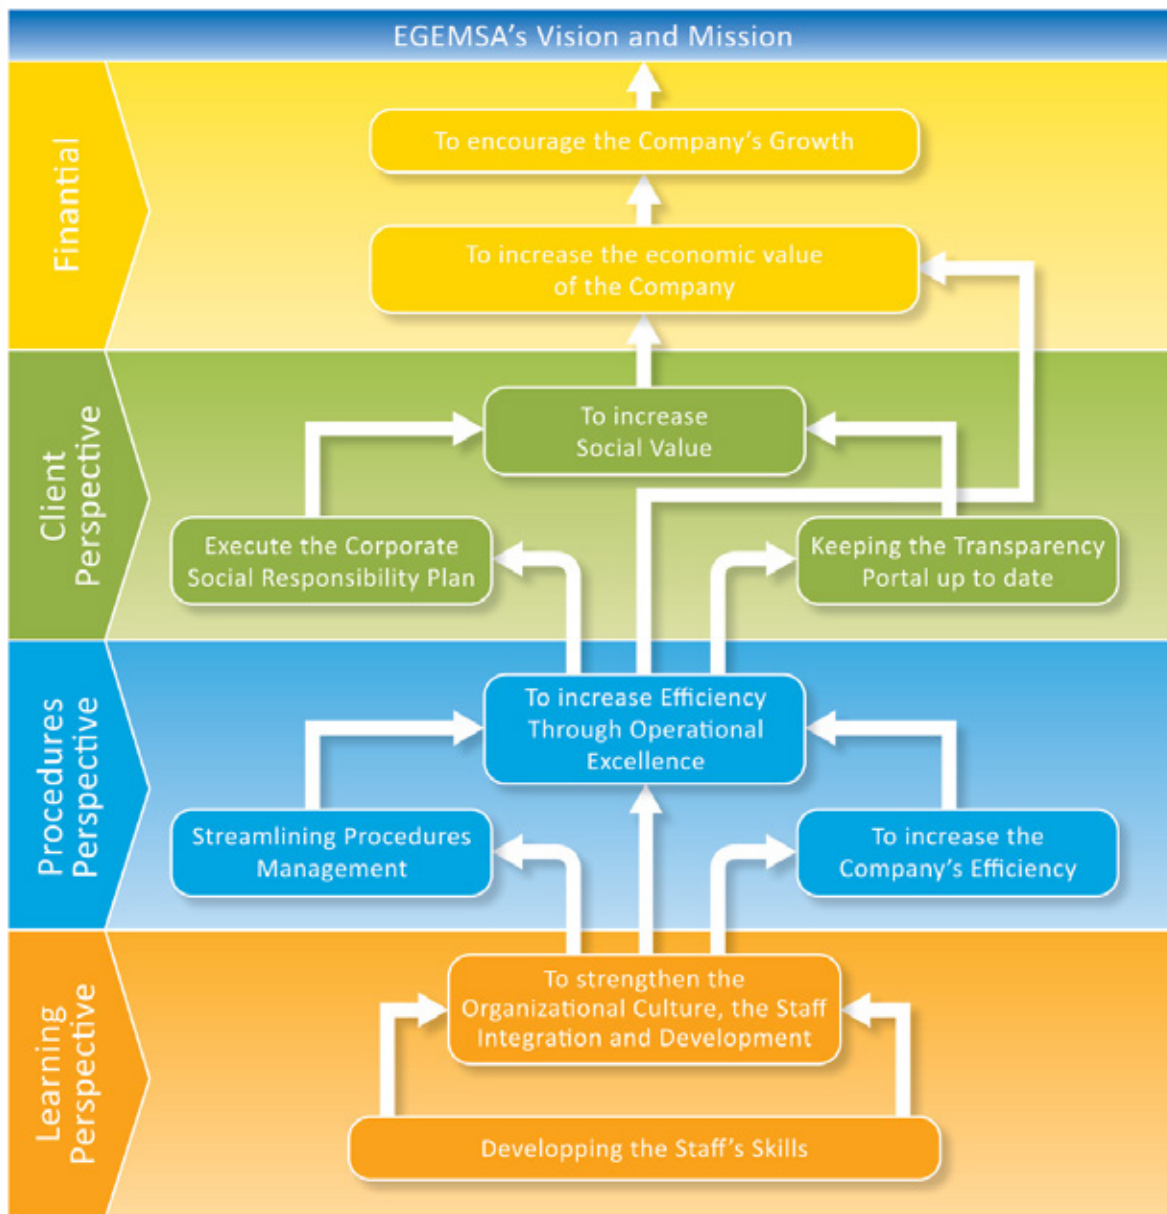 EGEMSA's Vision and Mission
Finantial
To encourage the Company's Growth
To increase the economic value
of the Company
Client
Perspective
To increase
Social Value
Execute the Corporate
Social Responsibility Plan
Keeping the Transparency
Portal up to date
Procedures
Perspective
To increase Efficiency
Through Operational
Excellence
Streamlining Procedures
Management
To increase the
Company's Efficiency
Learning
Perspective
To strengthen the
Organizational Culture, the Staff
Integration and Development
Developping the Staff's Skills